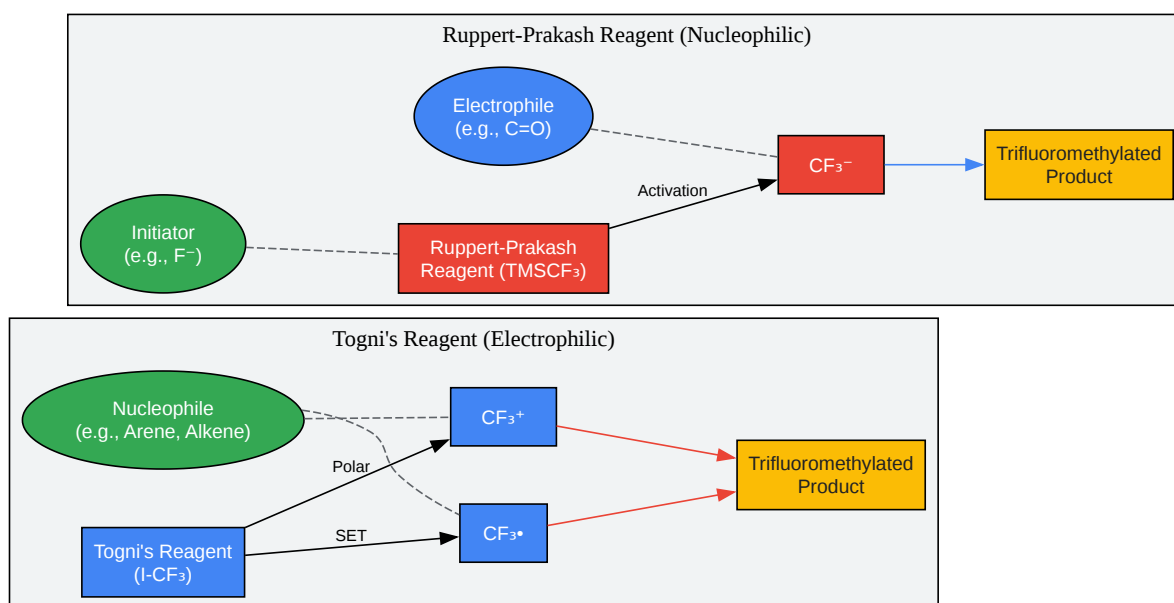 Ruppert-Prakash Reagent (Nucleophilic)
Electrophile
(e.g., C=O)
CF₃⁻
Trifluoromethylated
Product
Activation
Initiator
(e.g., F⁻)
Ruppert-Prakash
Reagent (TMSCF₃)
Togni's Reagent (Electrophilic)
Nucleophile
(e.g., Arene, Alkene)
CF₃⁺
Polar
Trifluoromethylated
Product
SET
CF₃•
Togni's Reagent
(I-CF₃)